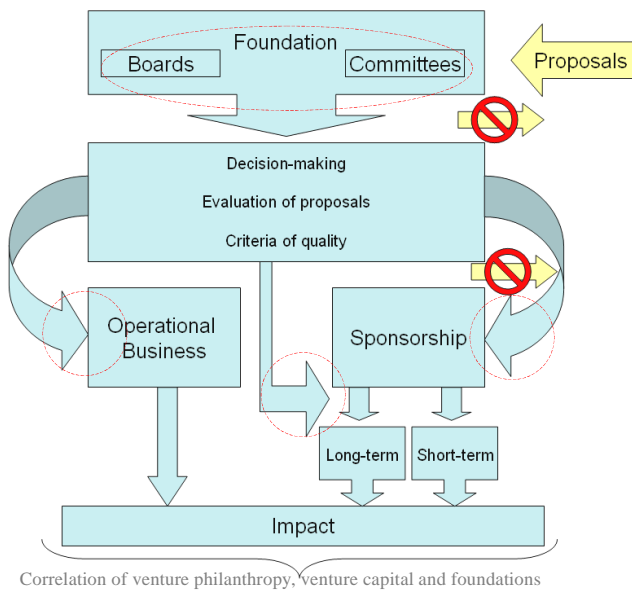 Foundation
Boards
Committees
Proposals
Decision-making
Evaluation of proposals
Criteria of quality
Operational
Business
Sponsorship
Long-term
Short-term
Impact
Correlation of venture philanthropy, venture capital and foundations